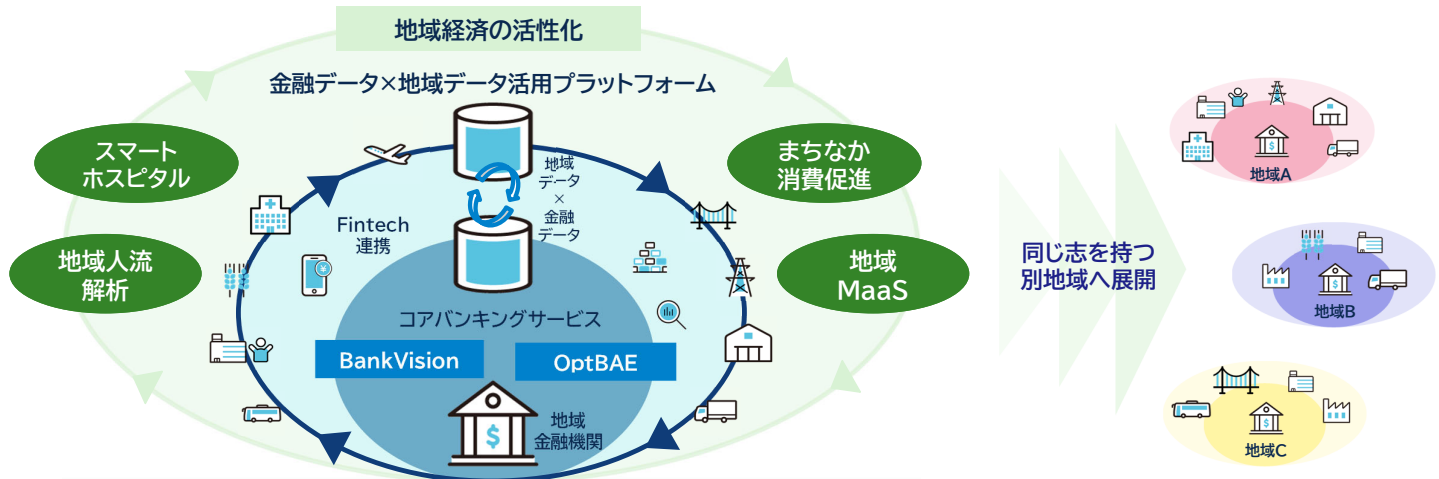 地域経済の活性化
金融データ×地域データ活用プラットフォーム
スマート
ホスピタル
まちなか
消費促進
地域人流
解析
地域
MaaS
Fintech
連携
地域
データ
×
金融
データ
コアバンキングサービス
BankVision
OptBAE
$
地域
金融機関
同じ志を持つ
別地域へ展開
$
地域A
$
地域B
$
地域C